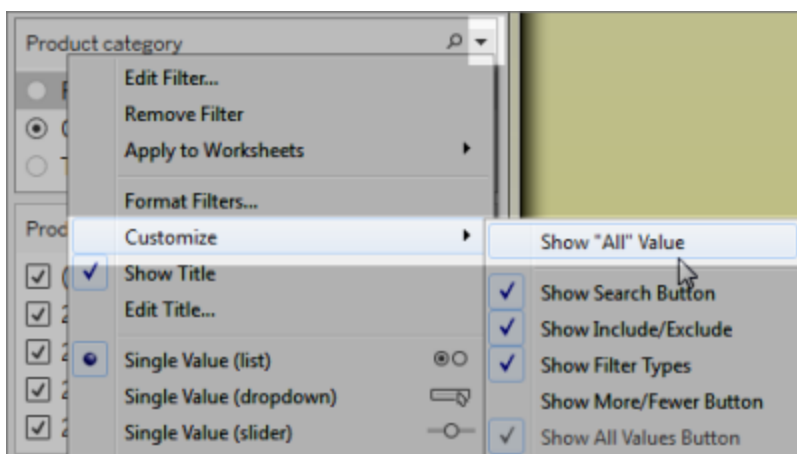 Product category
Edit Filter...
Remove Filter
Apply to Worksheets
Format Filters...
Customize
Show "All" Value
Show Title
Show Search Button
Edit Title...
Show Include/Exclude
Single Value (list)
Show Filter Types
Single Value (dropdown)
Show More/Fewer Button
Single Value (slider)
Show All Values Button